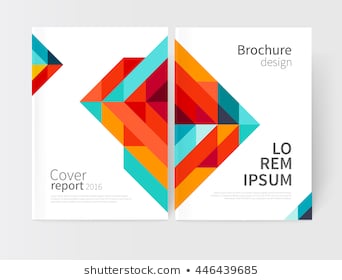 Brochure
design
LO
REM
IPSUM
Cover
report 2016
shutterstock.com • 446439685